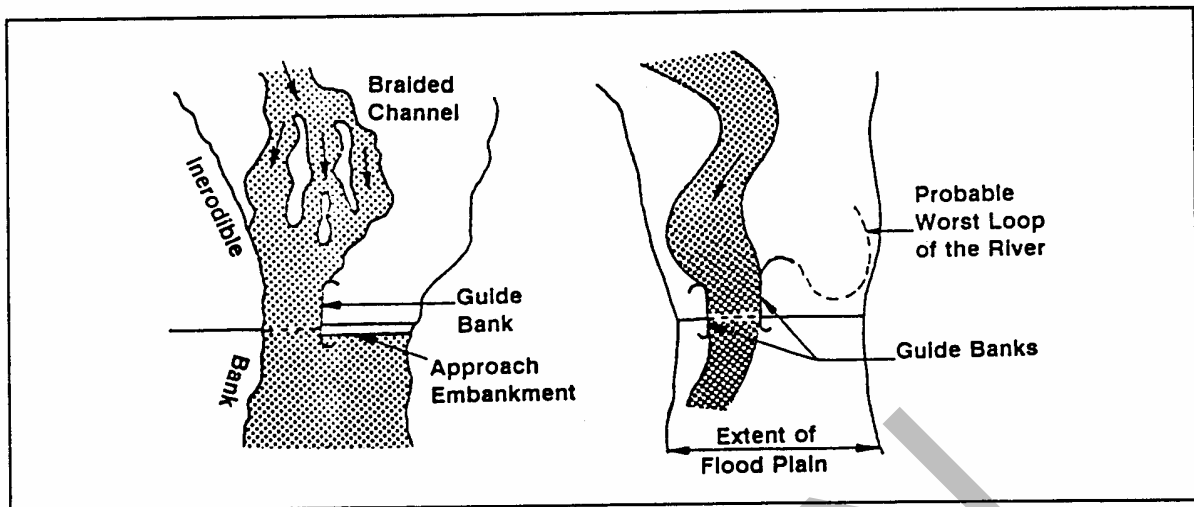 Braided
Channel
Inerodible
Bank
Guide
Bank
Approach
Embankment
Probable
Worst Loop
of the River
Guide Banks
Extent of
Flood Plain